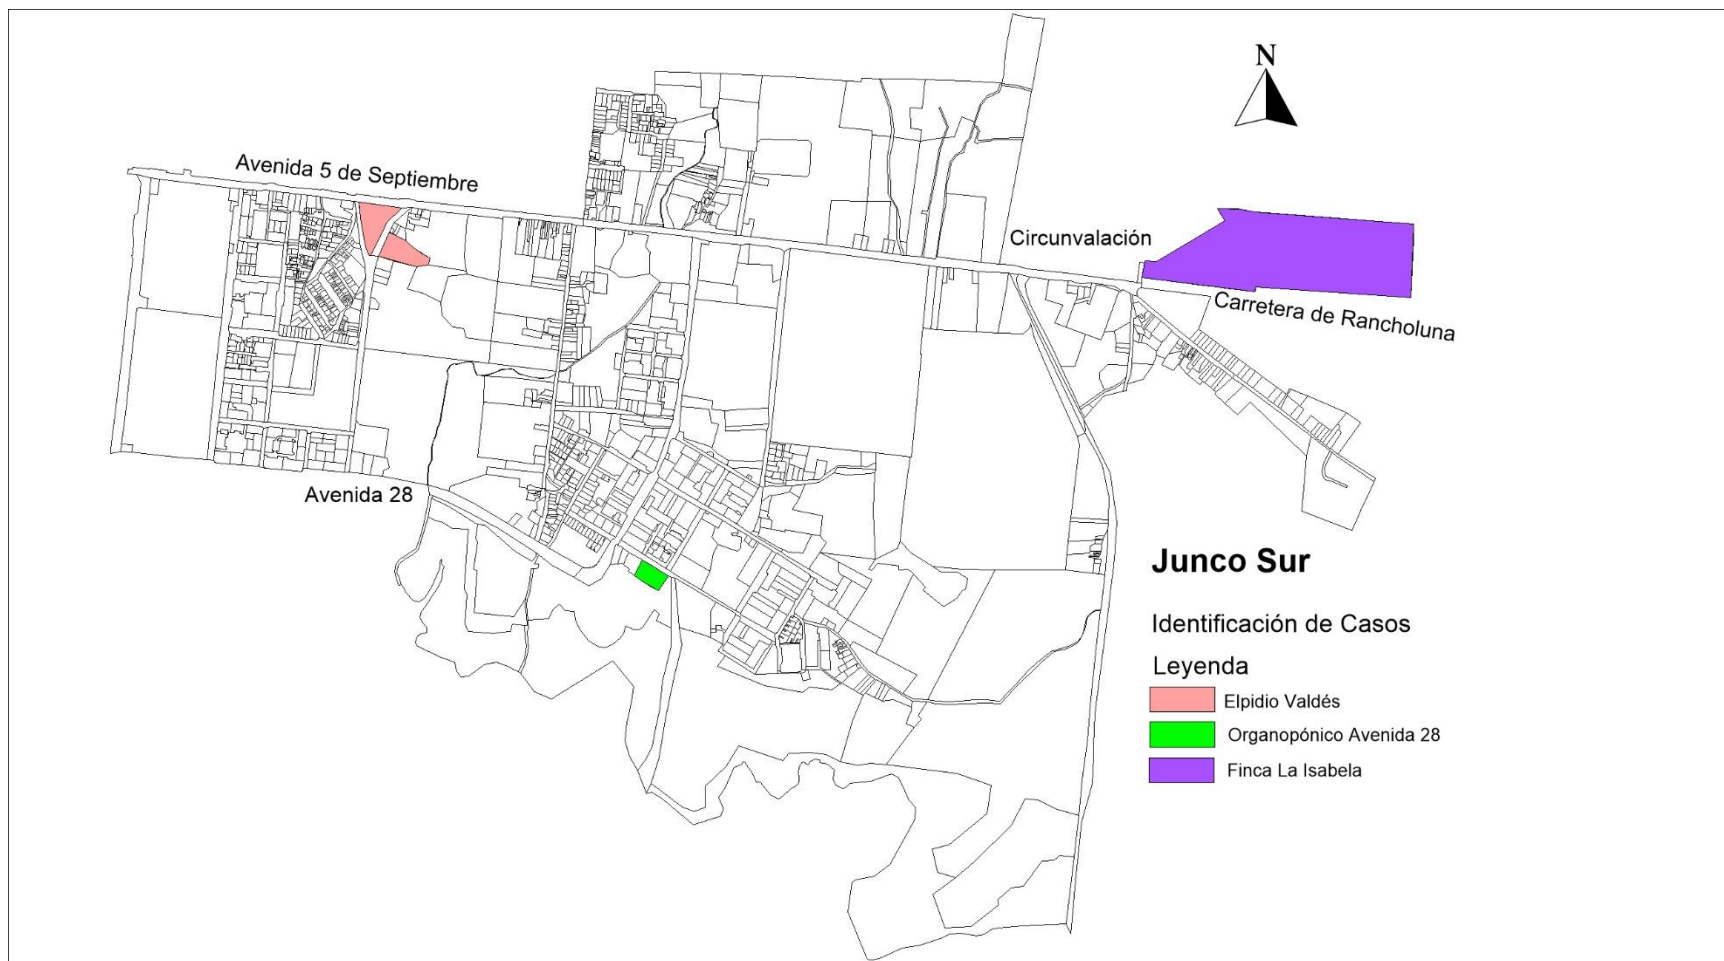 N
Avenida 5 de Septiembre
Circunvalación
Carretera de Rancholuna
Avenida 28
Junco Sur
Identificación de Casos
Leyenda
Elpidio Valdés
Organopónico Avenida 28
Finca La Isabela